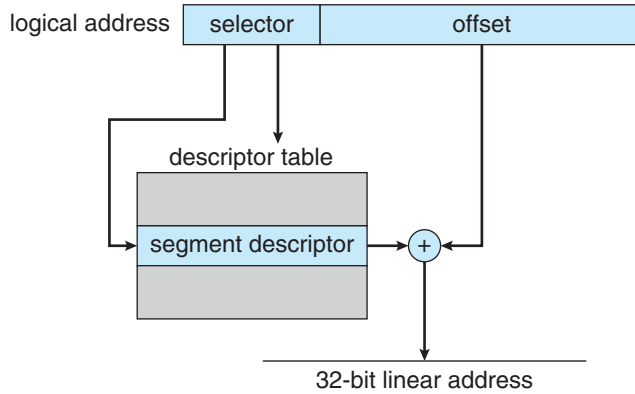 logical address selector offset
descriptor table
segment descriptor +
32-bit linear address